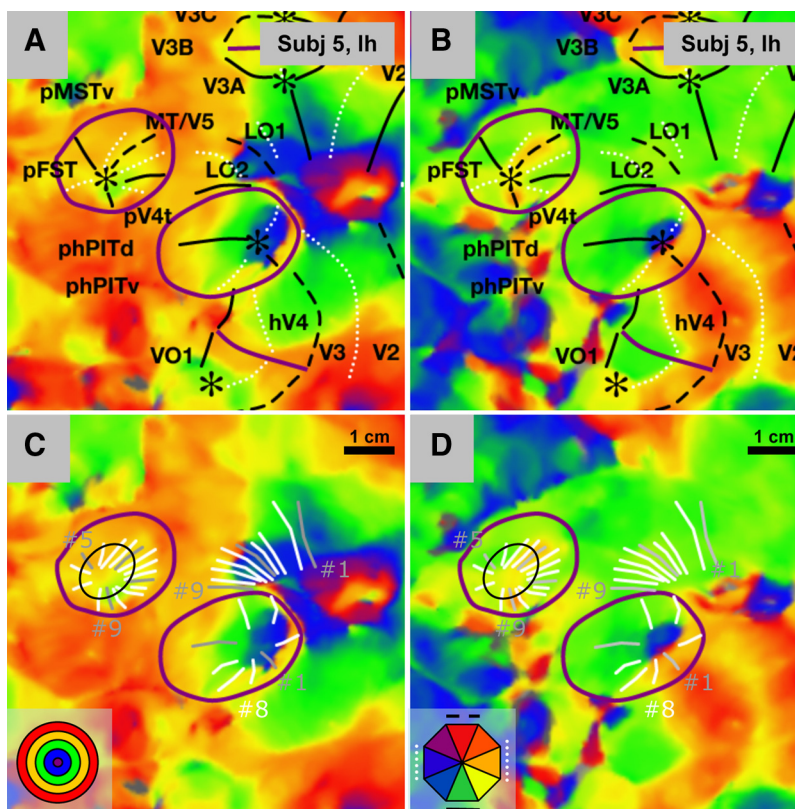 A
V3C
V3B
Subj 5, lh
V3A
V2
pMSTv
MT/V5
LO1
pFST
LO2
pV4t
phPITd
phPITv
hV4
VO1
V3
V2
B
V3C
V3B
Subj 5, lh
V3A
pMSTv
MT/V5
LO1
pFST
LO2
pV4t
phPITd
phPITv
hV4
VO1
V3
V2
C
1 cm
#5
#1
#9
#9
#1
#8
D
1 cm
#5
#1
#9
#9
#1
#8